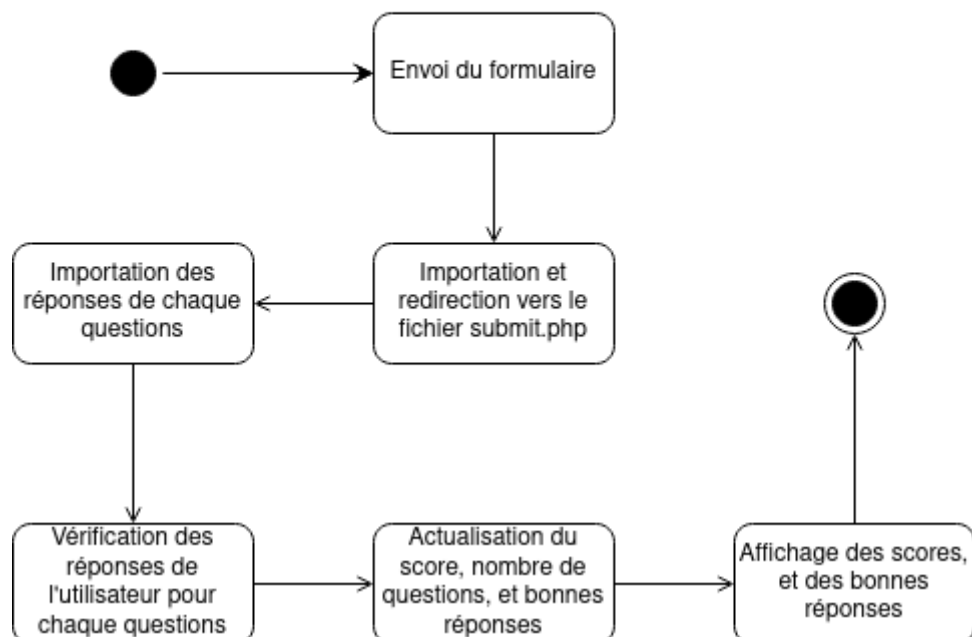 Envoi du formulaire
Importation et
redirection vers le
fichier submit.php
Importation des
réponses de chaque
questions
Vérification des
réponses de
l'utilisateur pour
chaque questions
Actualisation du
score, nombre de
questions, et bonnes
réponses
Affichage des scores,
et des bonnes
réponses